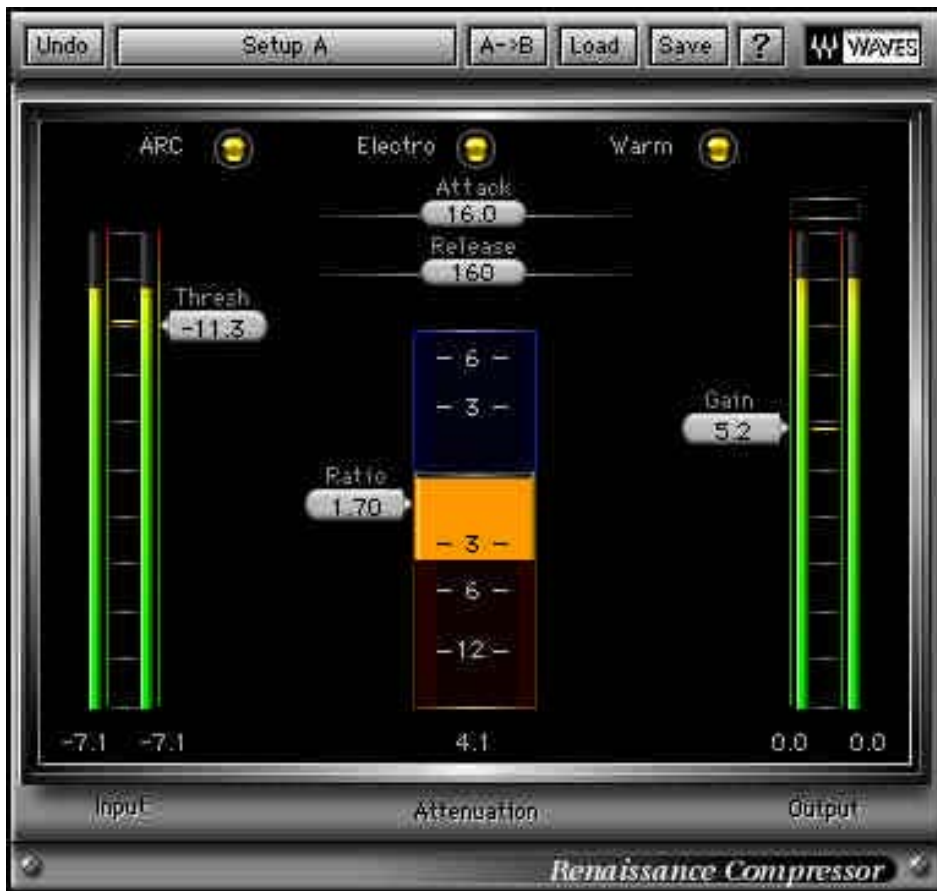 Undo
Setup A
A->B
Load
Save
?
WAVES
ARC
Electro
Warm
Attack
16.0
Release
160
Thresh
-11.3
- 6 -
- 3 -
Gain
5.2
Ratio
1.70
- 3 -
- 6 -
-12-
-7.1 -7.1
4.1
0.0 0.0
Input
Attenuation
Output
Renaissance Compressor